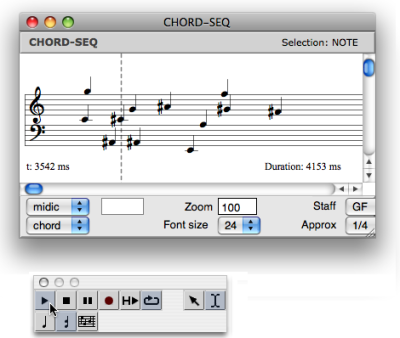 CHORD-SEQ
CHORD-SEQ Selection: NOTE
t: 3542 ms Duration: 4153 ms
midic Zoom 100 Staff GF
chord Font size 24 Approx 1/4